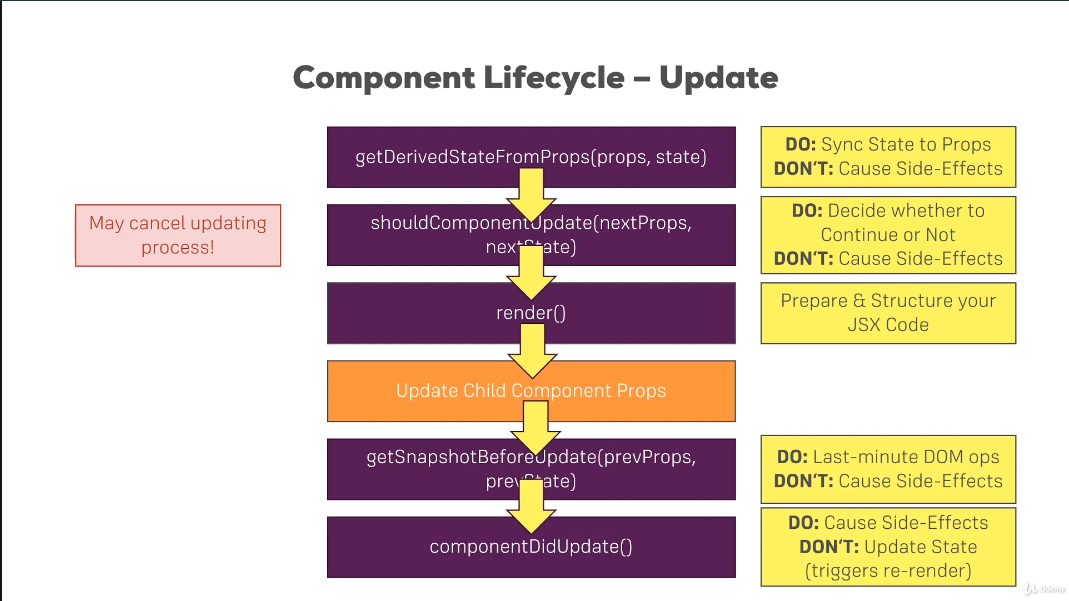 Component Lifecycle – Update
getDerivedStateFromProps(props, state)
DO: Sync State to Props
DON'T: Cause Side-Effects
May cancel updating
process!
shouldComponentUpdate(nextProps,
nextState)
DO: Decide whether to
Continue or Not
DON'T: Cause Side-Effects
render()
Prepare & Structure your
JSX Code
Update Child Component Props
getSnapshotBeforeUpdate(prevProps,
prevState)
DO: Last-minute DOM ops
DON'T: Cause Side-Effects
componentDidUpdate()
DO: Cause Side-Effects
DON'T: Update State
(triggers re-render)
Udemy